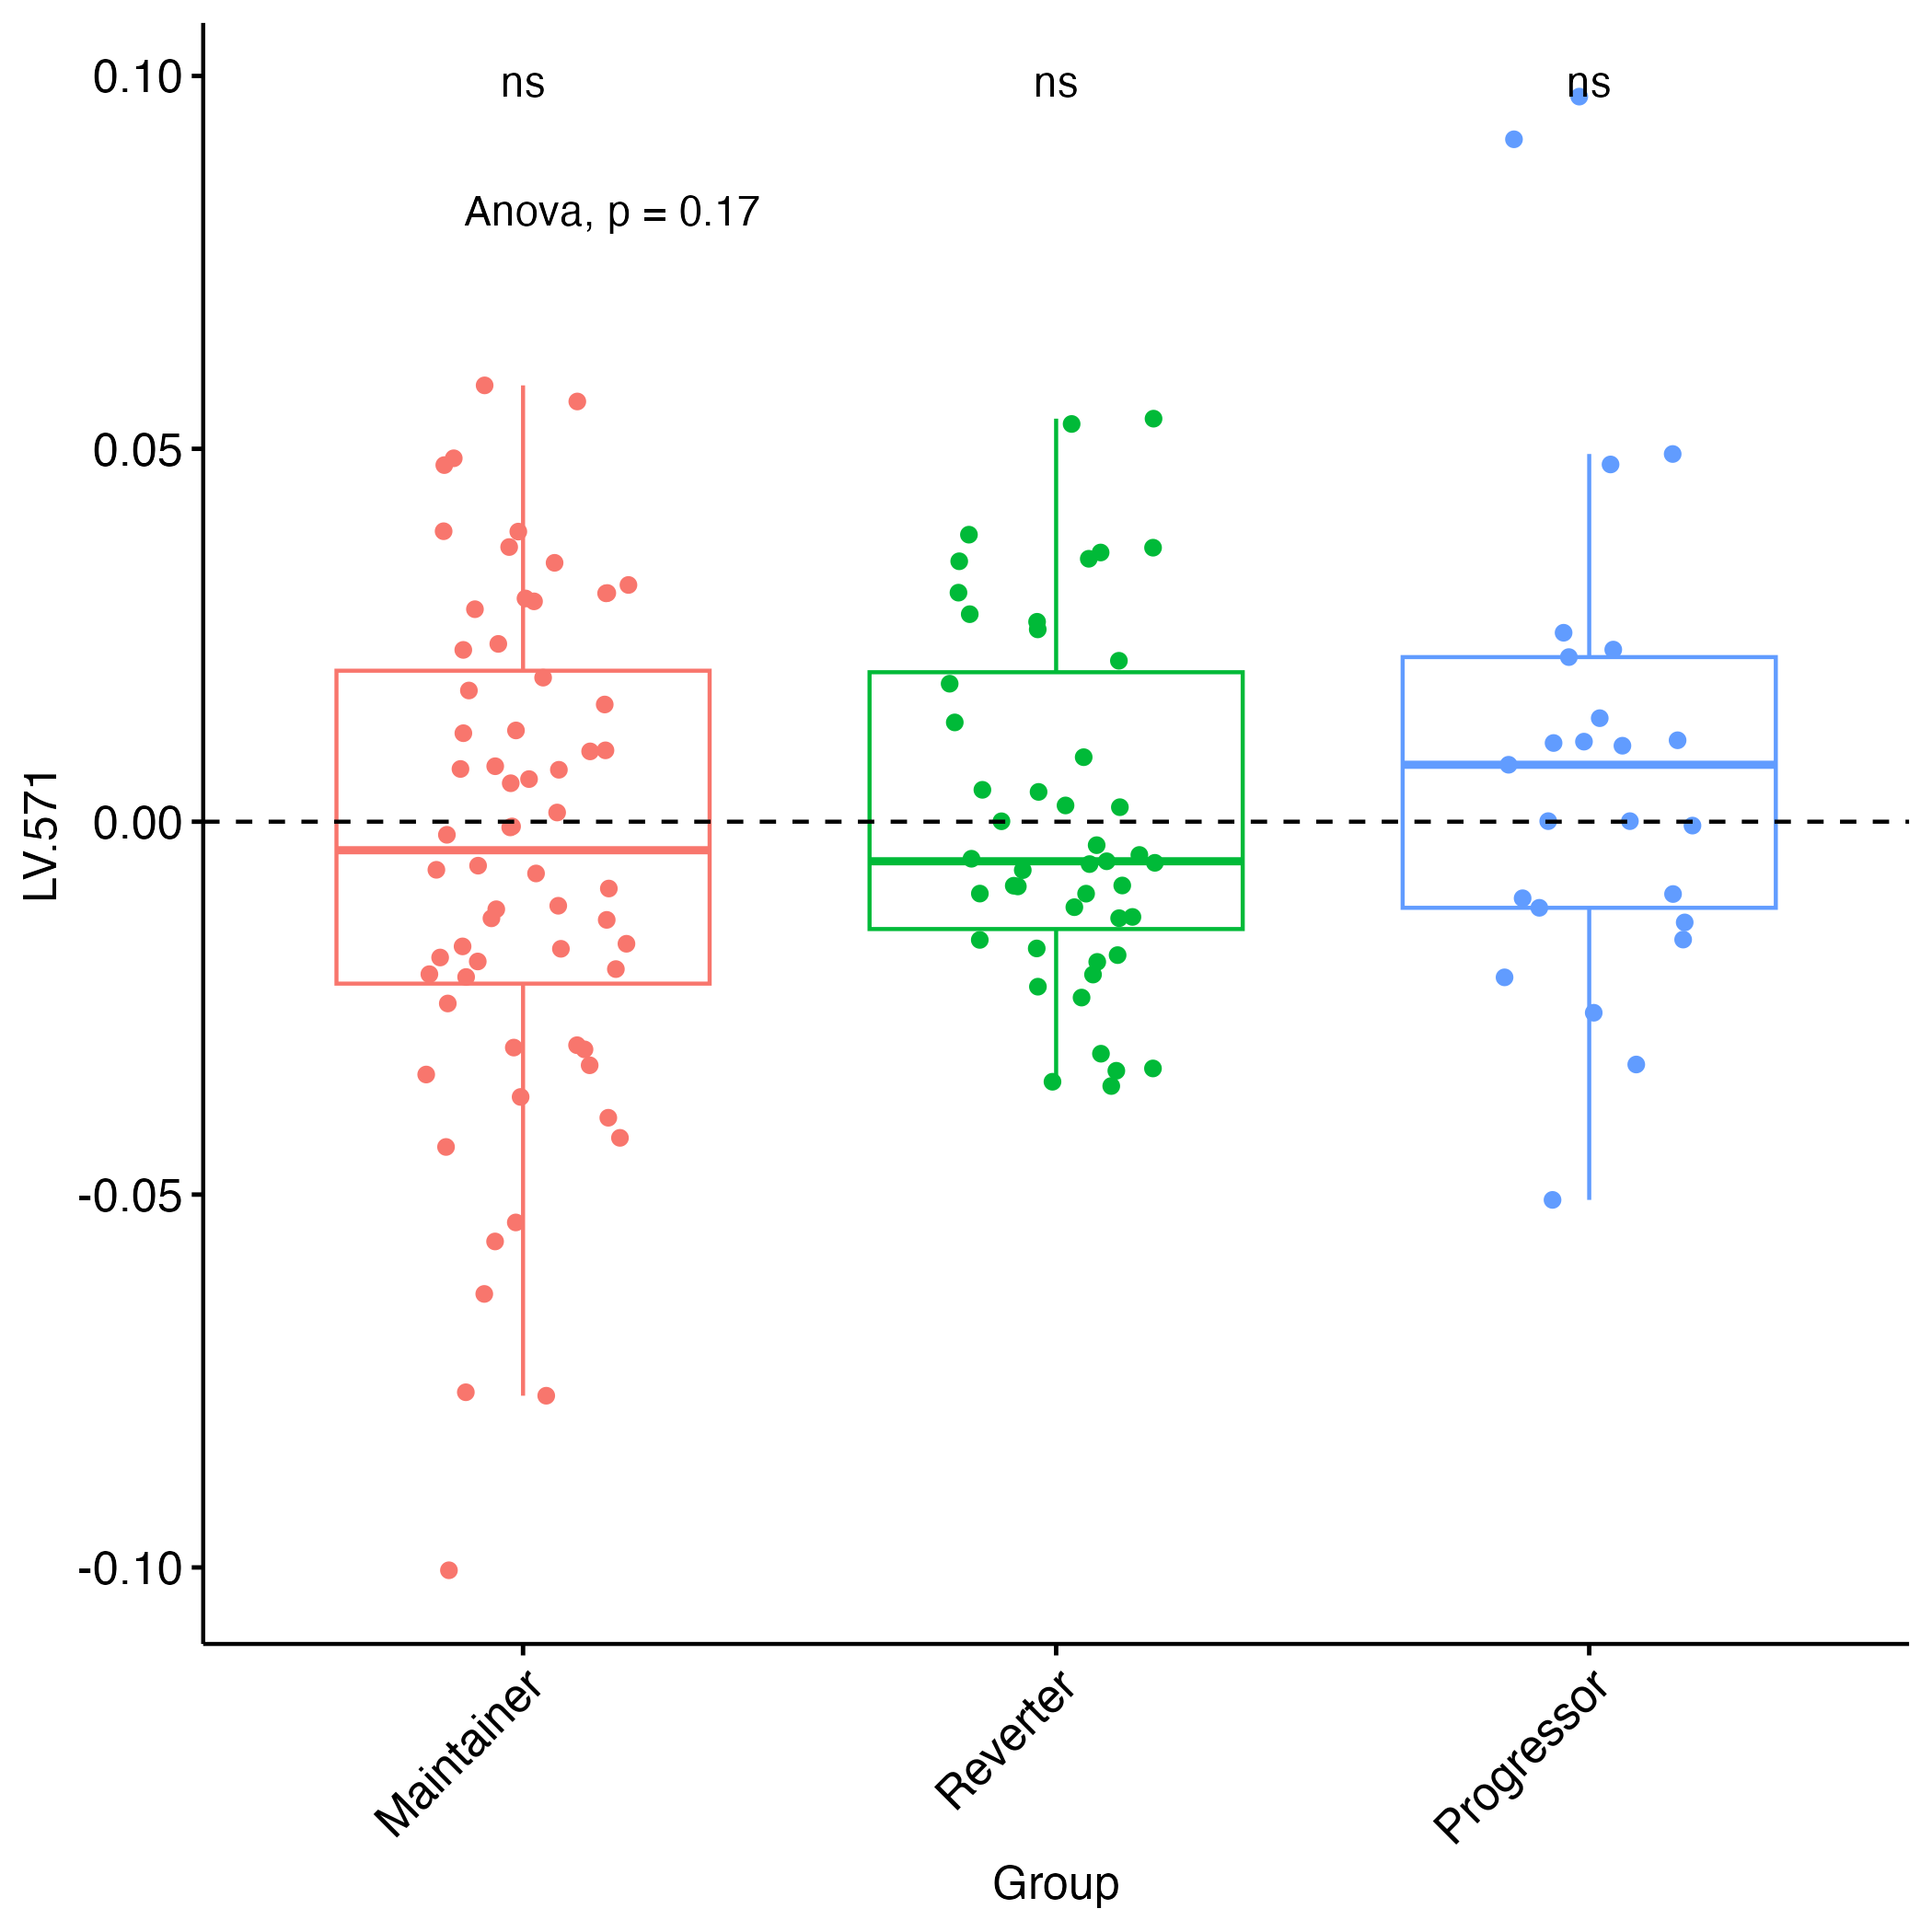 ns ns ns
Anova, p = 0.17
0.10
0.05
0.00
-0.05
-0.10
LV.571
Maintainer
Reverter
Progressor
Group